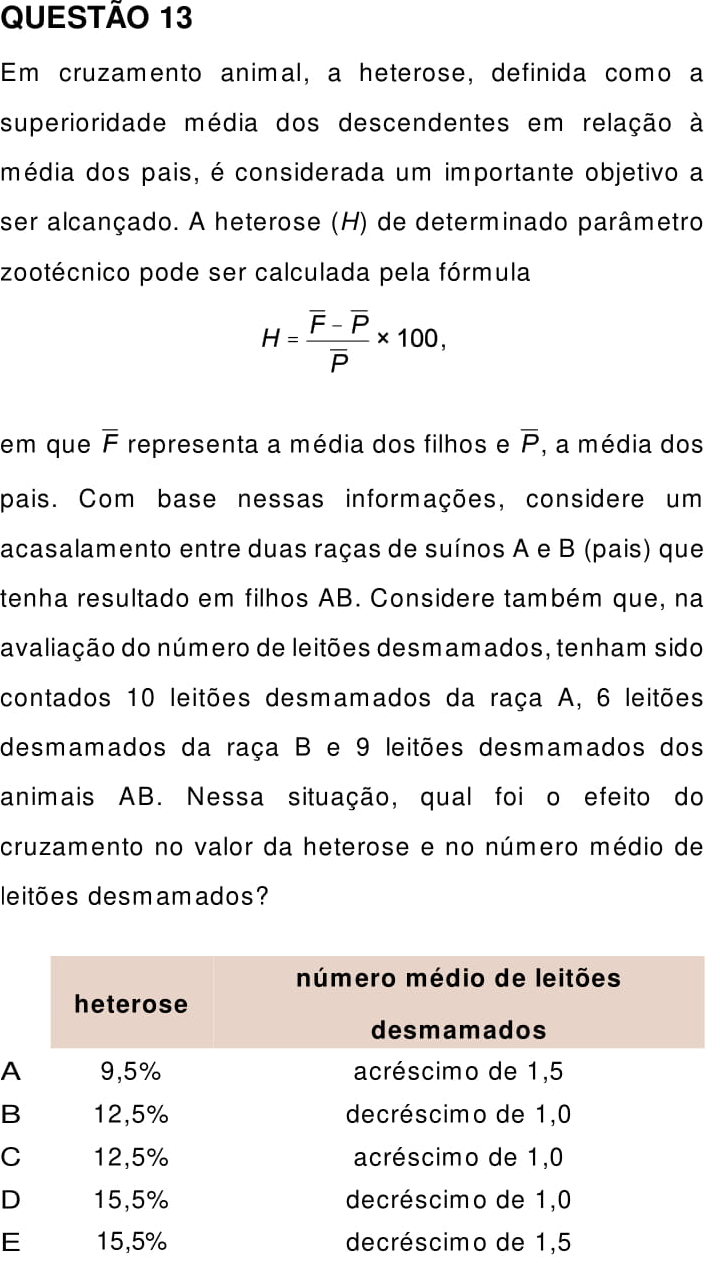 QUESTÃO 13
Em cruzamento animal, a heterose, definida como a
superioridade média dos descendentes em relação à
média dos pais, é considerada um importante objetivo a
ser alcançado. A heterose (H) de determinado parâmetro
zootécnico pode ser calculada pela fórmula
H = (F̅ − P̅)/P̅ × 100,
em que F̅ representa a média dos filhos e P̅, a média dos
pais. Com base nessas informações, considere um
acasalamento entre duas raças de suínos A e B (pais) que
tenha resultado em filhos AB. Considere também que, na
avaliação do número de leitões desmamados, tenham sido
contados 10 leitões desmamados da raça A, 6 leitões
desmamados da raça B e 9 leitões desmamados dos
animais AB. Nessa situação, qual foi o efeito do
cruzamento no valor da heterose e no número médio de
leitões desmamados?
heterose número médio de leitões
desmamados
A 9,5% acréscimo de 1,5
B 12,5% decréscimo de 1,0
C 12,5% acréscimo de 1,0
D 15,5% decréscimo de 1,0
E 15,5% decréscimo de 1,5